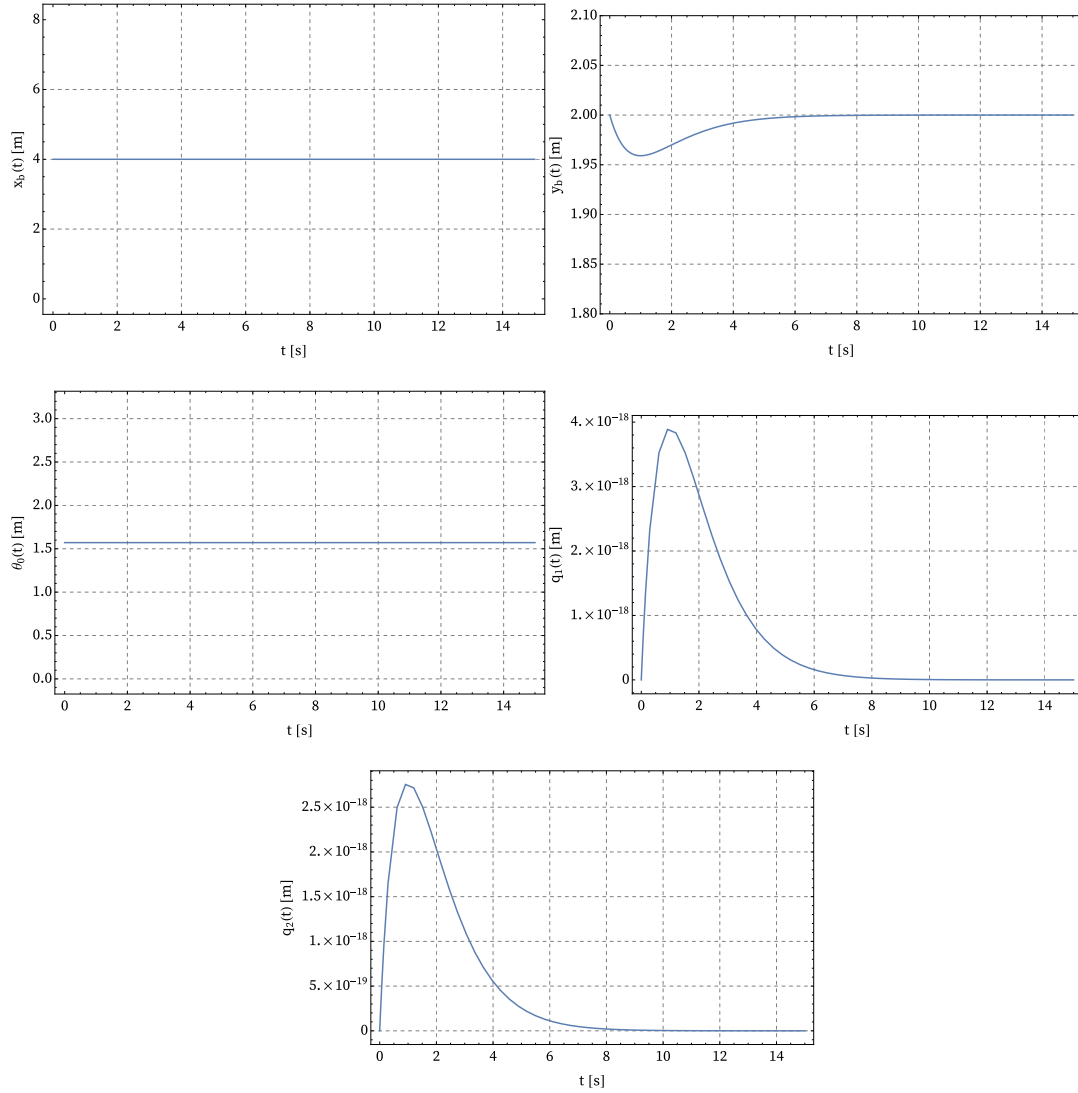 x_b(t) [m]
8
6
4
2
0
0 2 4 6 8 10 12 14
t [s]
y_b(t) [m]
2.10
2.05
2.00
1.95
1.90
1.85
1.80
0 2 4 6 8 10 12 14
t [s]
θ_0(t) [m]
3.0
2.5
2.0
1.5
1.0
0.5
0.0
0 2 4 6 8 10 12 14
t [s]
q_1(t) [m]
4.×10^-18
3.×10^-18
2.×10^-18
1.×10^-18
0
0 2 4 6 8 10 12 14
t [s]
q_2(t) [m]
2.5×10^-18
2.×10^-18
1.5×10^-18
1.×10^-18
5.×10^-19
0
0 2 4 6 8 10 12 14
t [s]